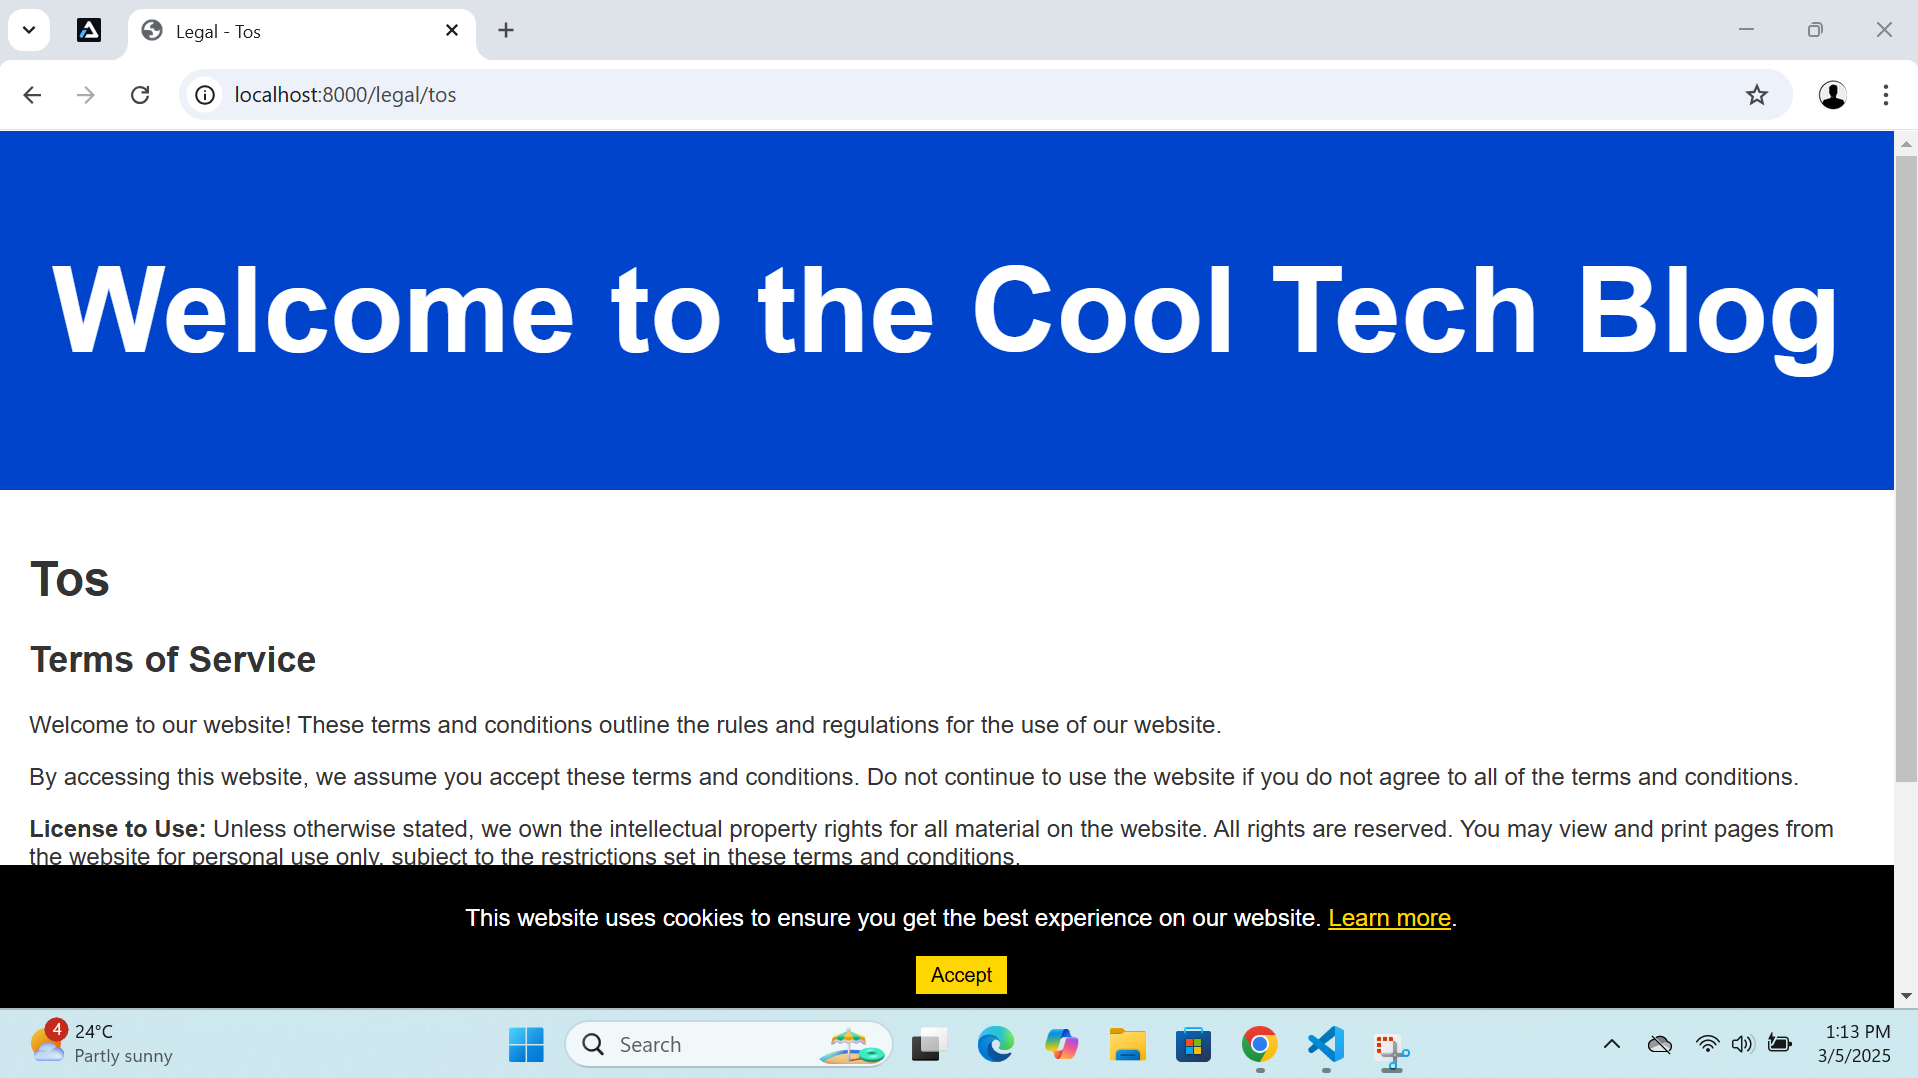 Legal - Tos
localhost:8000/legal/tos
Welcome to the Cool Tech Blog
Tos
Terms of Service
Welcome to our website! These terms and conditions outline the rules and regulations for the use of our website.
By accessing this website, we assume you accept these terms and conditions. Do not continue to use the website if you do not agree to all of the terms and conditions.
License to Use: Unless otherwise stated, we own the intellectual property rights for all material on the website. All rights are reserved. You may view and print pages from
the website for personal use only, subject to the restrictions set in these terms and conditions.
This website uses cookies to ensure you get the best experience on our website. Learn more.
Accept
4
24°C
Partly sunny
Search
1:13 PM
3/5/2025